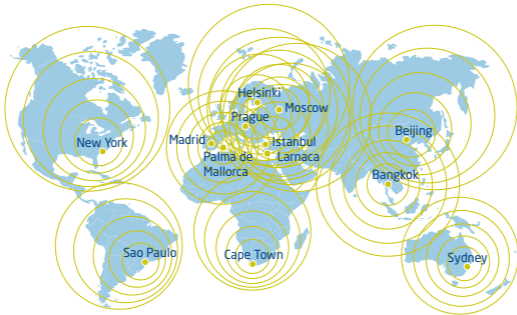 Helsinki
Moscow
Prague
New York
Madrid
Istanbul
Beijing
Palma de
Mallorca
Larnaca
Bangkok
Sao Paulo
Cape Town
Sydney